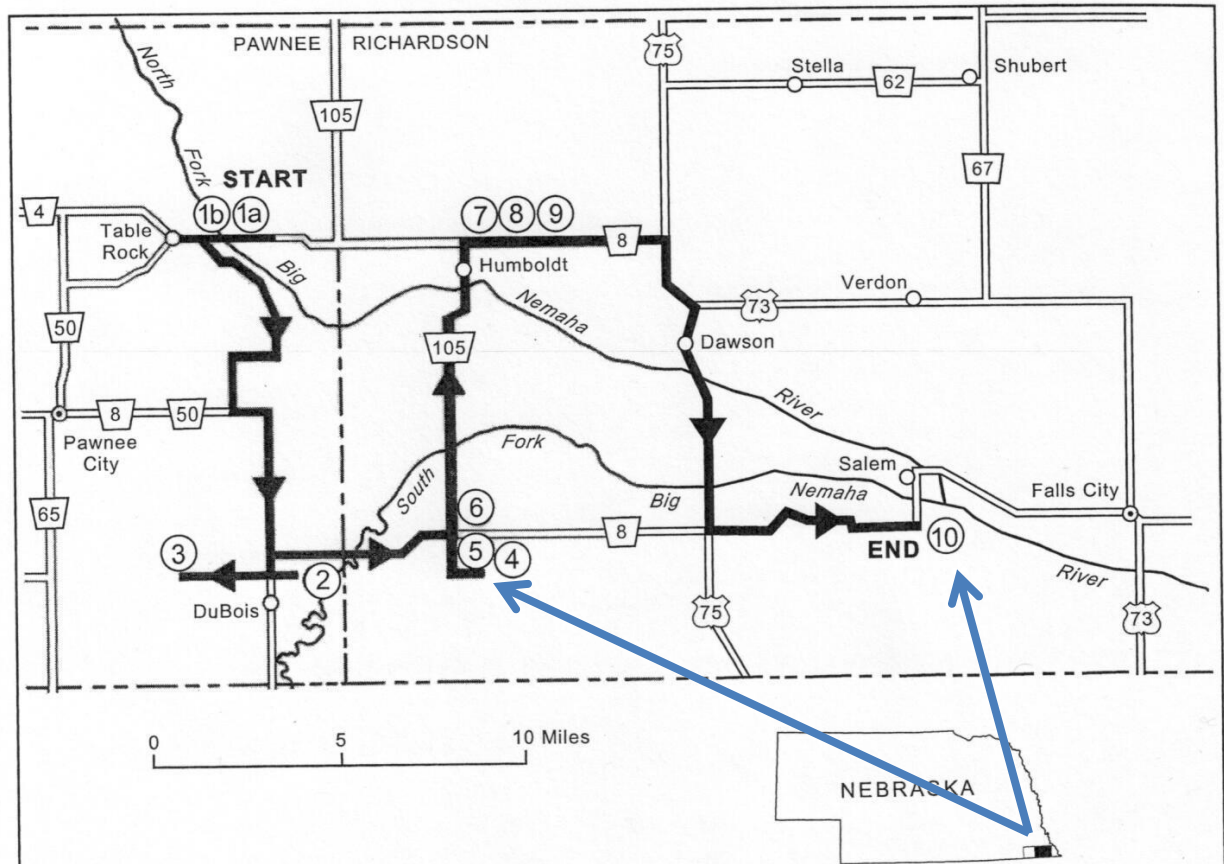 PAWNEE
RICHARDSON
75
Stella
62
Shubert
North
Fork
105
67
START
4
1b
1a
7
8
9
8
Table
Rock
Big
Humboldt
Nemaha
Verdon
73
50
105
Dawson
River
8
50
Pawnee
City
Fork
South
Salem
Falls City
Big
Nemaha
65
6
8
10
END
3
5
4
2
River
DuBois
75
73
0
5
10 Miles
NEBRASKA